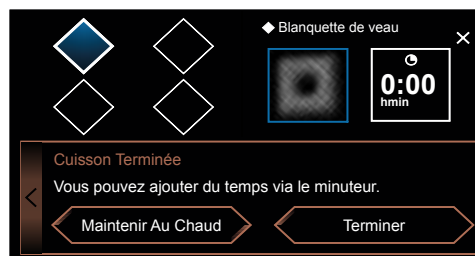 Blanquette de veau
0:00
hmin
Cuisson Terminée
Vous pouvez ajouter du temps via le minuteur.
Maintenir Au Chaud
Terminer